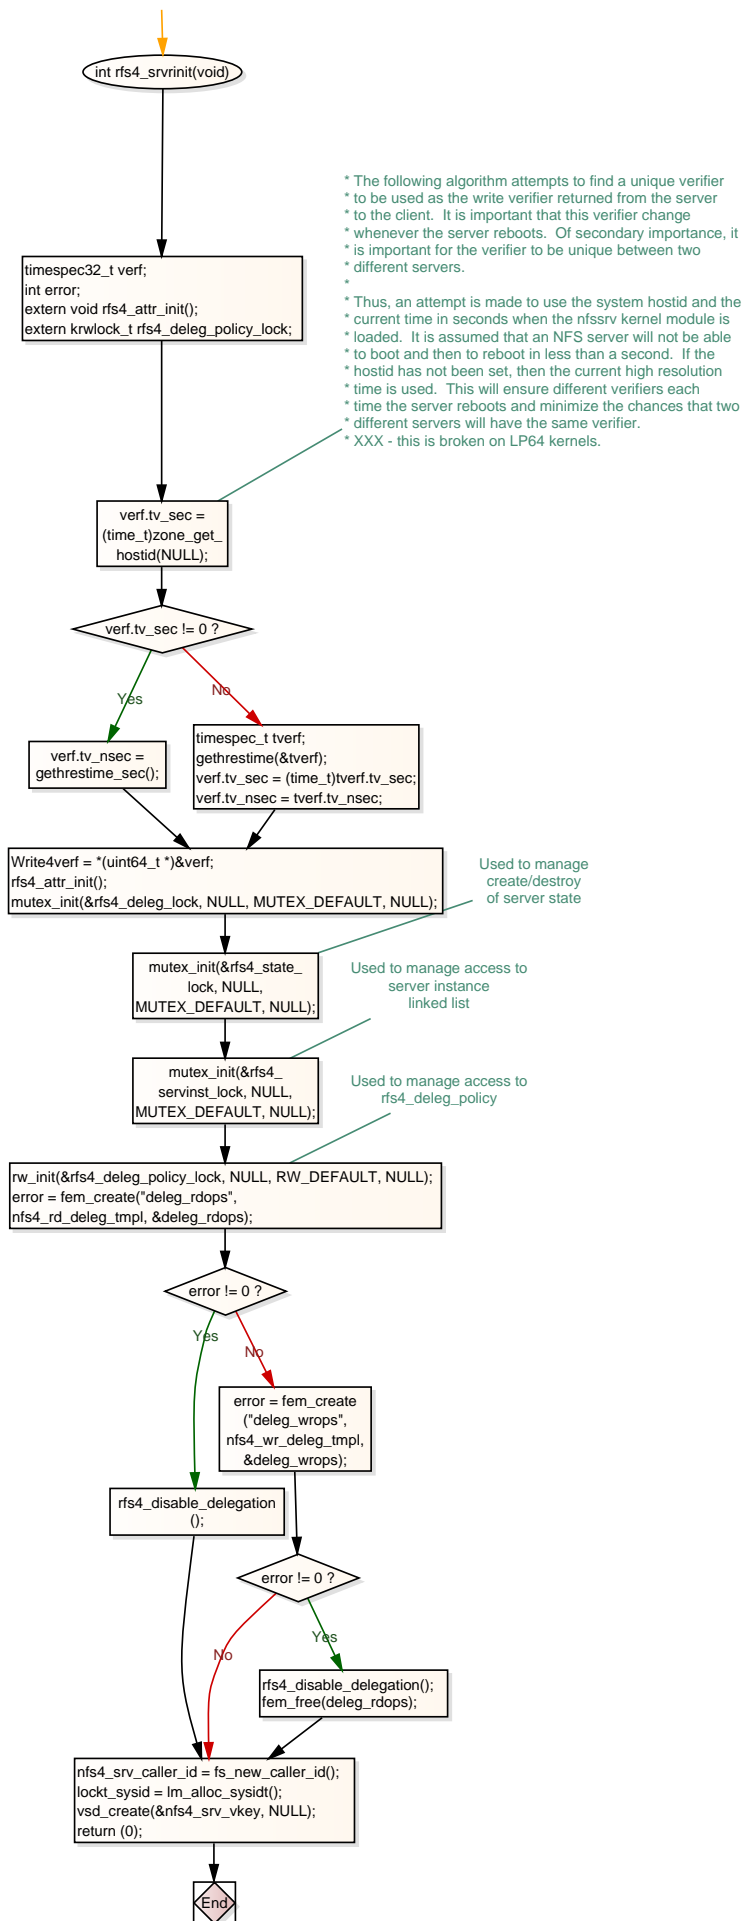 int rfs4_srvrinit(void)
* The following algorithm attempts to find a unique verifier
* to be used as the write verifier returned from the server
* to the client.  It is important that this verifier change
* whenever the server reboots.  Of secondary importance, it
* is important for the verifier to be unique between two
* different servers.
*
* Thus, an attempt is made to use the system hostid and the
* current time in seconds when the nfssrv kernel module is
* loaded.  It is assumed that an NFS server will not be able
* to boot and then to reboot in less than a second.  If the
* hostid has not been set, then the current high resolution
* time is used.  This will ensure different verifiers each
* time the server reboots and minimize the chances that two
* different servers will have the same verifier.
* XXX - this is broken on LP64 kernels.
timespec32_t verf;
int error;
extern void rfs4_attr_init();
extern krwlock_t rfs4_deleg_policy_lock;
verf.tv_sec =
(time_t)zone_get_
hostid(NULL);
verf.tv_sec != 0 ?
Yes
No
verf.tv_nsec =
gethrestime_sec();
timespec_t tverf;
gethrestime(&tverf);
verf.tv_sec = (time_t)tverf.tv_sec;
verf.tv_nsec = tverf.tv_nsec;
Write4verf = *(uint64_t *)&verf;
rfs4_attr_init();
mutex_init(&rfs4_deleg_lock, NULL, MUTEX_DEFAULT, NULL);
Used to manage
create/destroy
of server state
mutex_init(&rfs4_state_
lock, NULL,
MUTEX_DEFAULT, NULL);
Used to manage access to
server instance
linked list
mutex_init(&rfs4_
servinst_lock, NULL,
MUTEX_DEFAULT, NULL);
Used to manage access to
rfs4_deleg_policy
rw_init(&rfs4_deleg_policy_lock, NULL, RW_DEFAULT, NULL);
error = fem_create("deleg_rdops",
nfs4_rd_deleg_tmpl, &deleg_rdops);
error != 0 ?
Yes
No
error = fem_create
("deleg_wrops",
nfs4_wr_deleg_tmpl,
&deleg_wrops);
rfs4_disable_delegation
();
error != 0 ?
Yes
No
rfs4_disable_delegation();
fem_free(deleg_rdops);
nfs4_srv_caller_id = fs_new_caller_id();
lockt_sysid = lm_alloc_sysidt();
vsd_create(&nfs4_srv_vkey, NULL);
return (0);
End